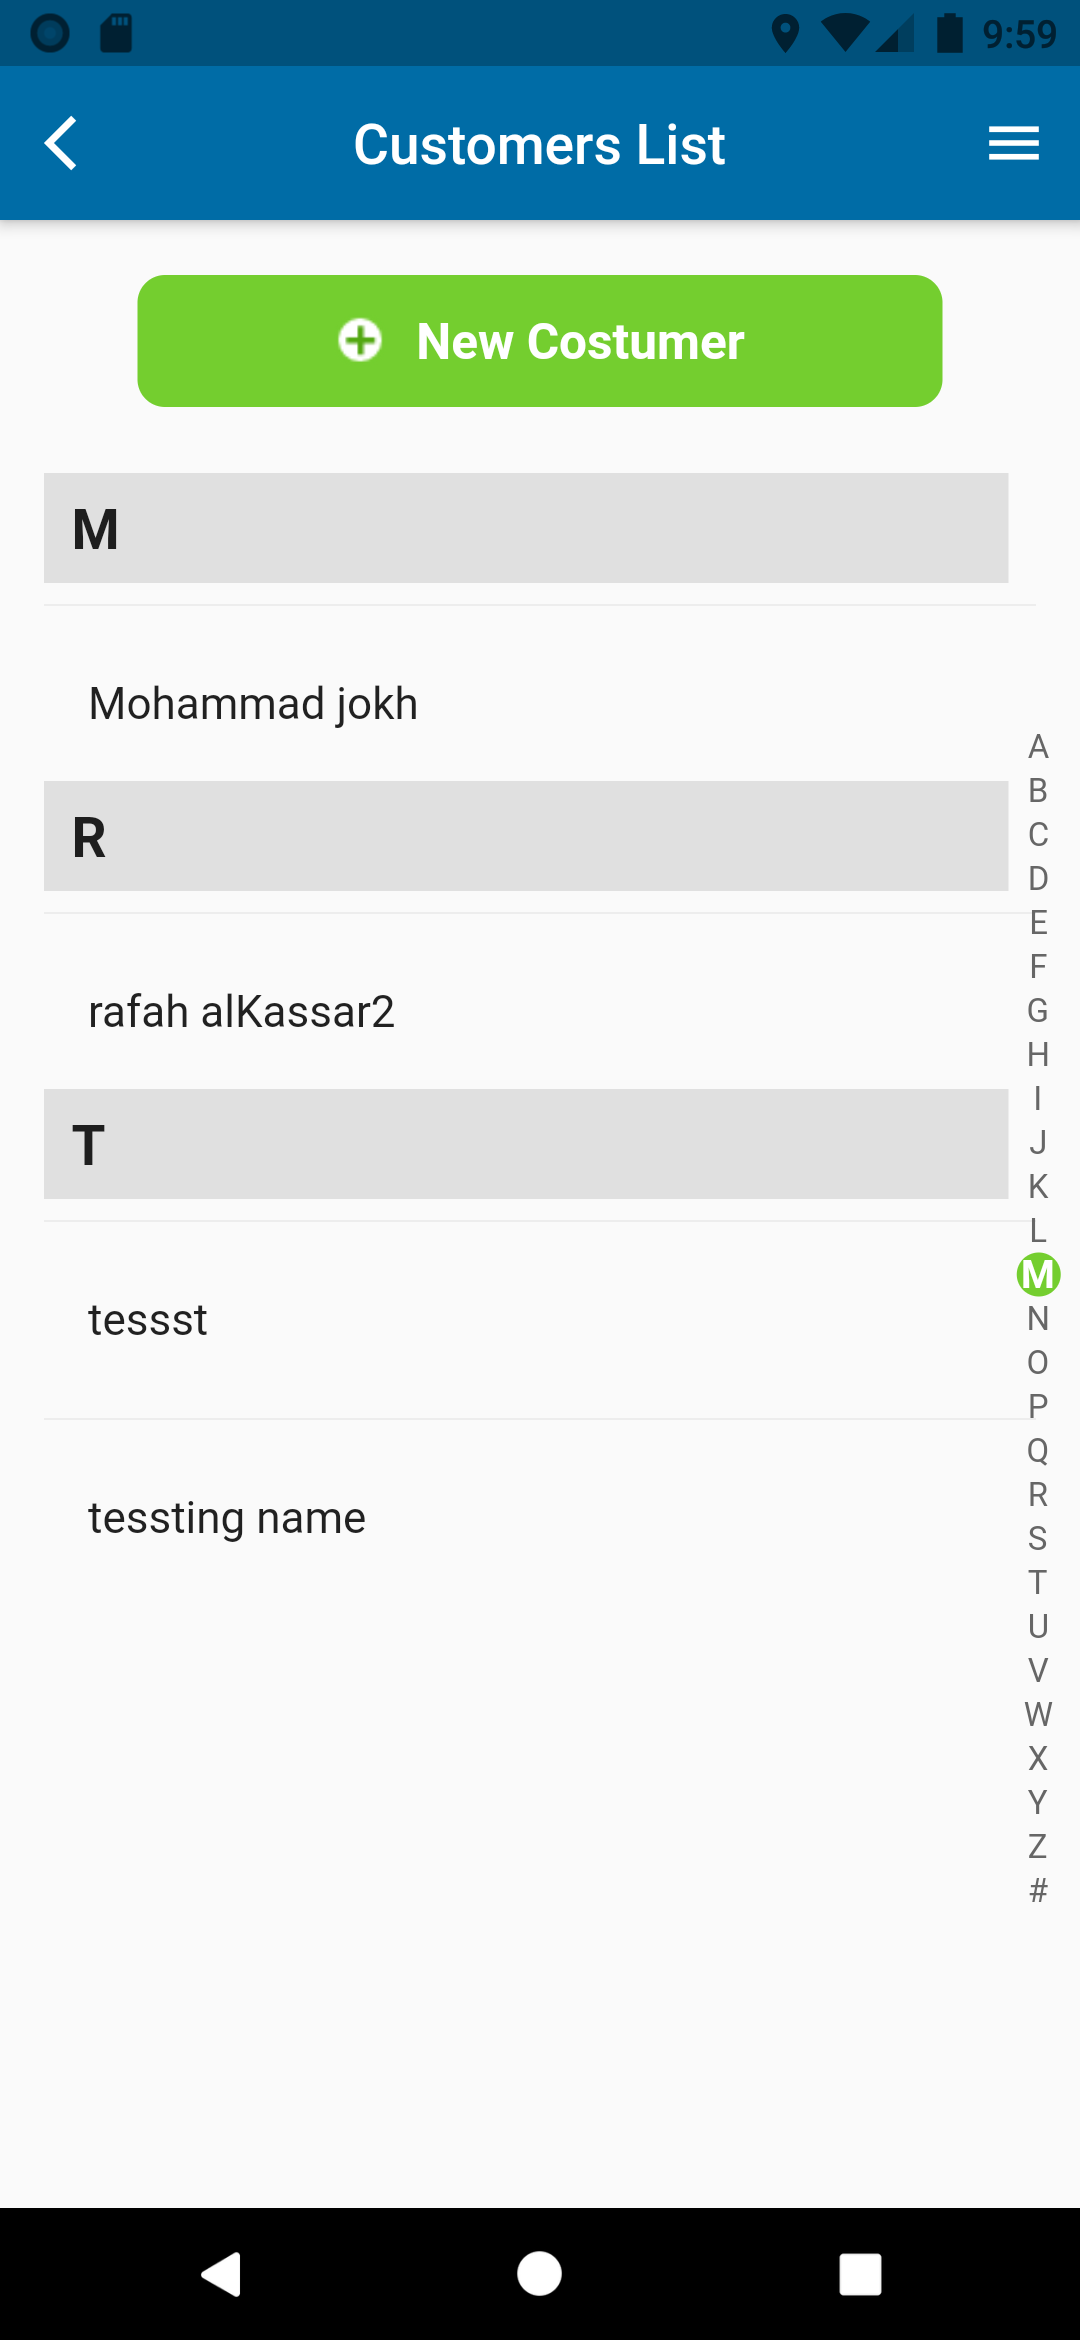 9:59
Customers List
New Costumer
M
Mohammad jokh
R
rafah alKassar2
T
tessst
tessting name
A
B
C
D
E
F
G
H
I
J
K
L
M
N
O
P
Q
R
S
T
U
V
W
X
Y
Z
#